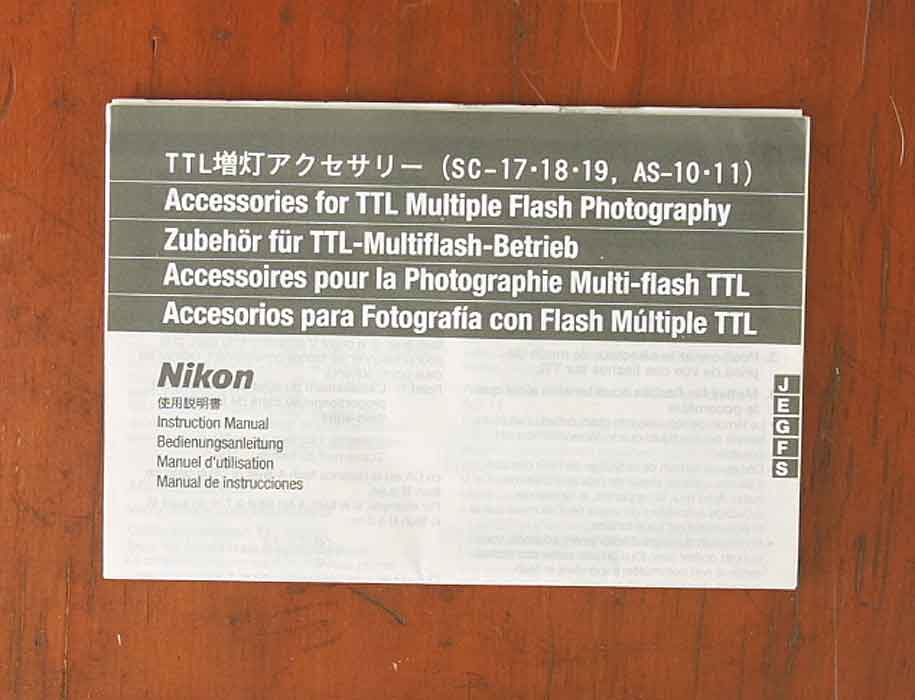 TTL増灯アクセサリー (SC-17・18・19, AS-10・11)
Accessories for TTL Multiple Flash Photography
Zubehör für TTL-Multiflash-Betrieb
Accessoires pour la Photographie Multi-flash TTL
Accesorios para Fotografía con Flash Múltiple TTL
Nikon
使用説明書
Instruction Manual
Bedienungsanleitung
Manuel d'utilisation
Manual de instrucciones
J
E
G
F
S